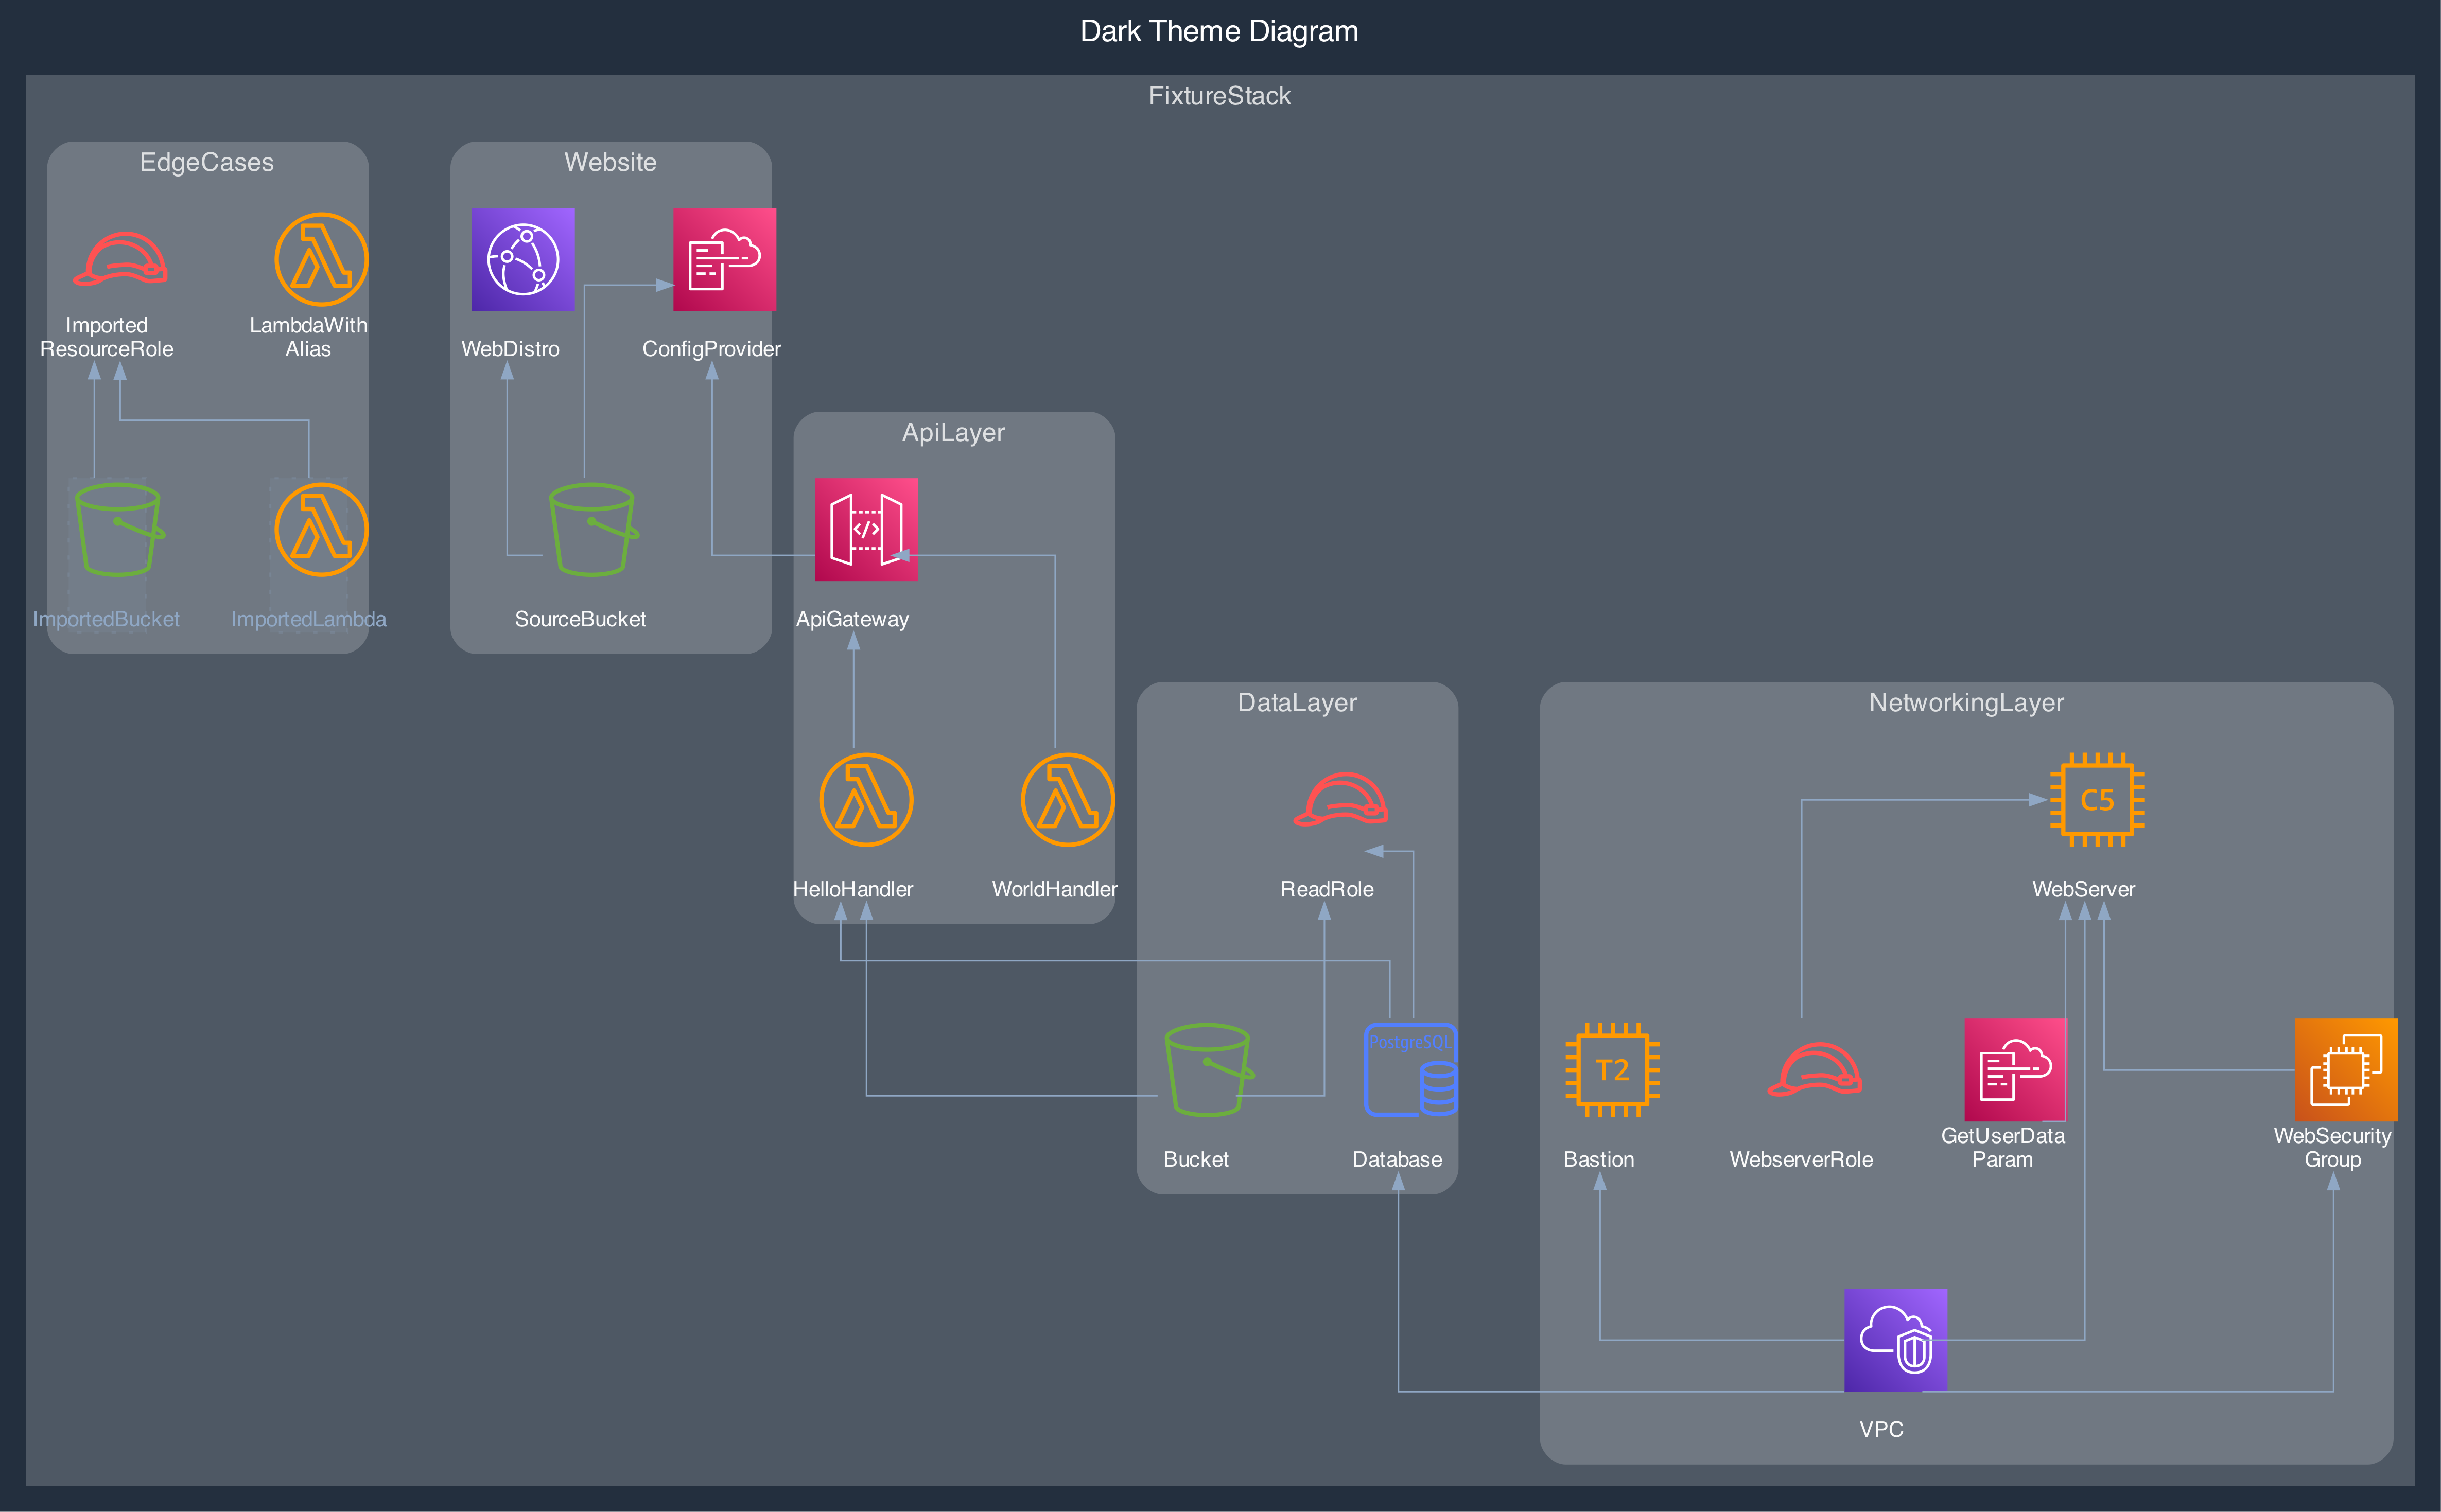 Dark Theme Diagram
FixtureStack
EdgeCases
Imported
ResourceRole
LambdaWith
Alias
ImportedBucket
ImportedLambda
Website
WebDistro
ConfigProvider
SourceBucket
ApiLayer
</>
ApiGateway
HelloHandler
WorldHandler
DataLayer
ReadRole
Bucket
PostgreSQL
Database
NetworkingLayer
C5
WebServer
T2
Bastion
WebserverRole
GetUserData
Param
WebSecurity
Group
VPC